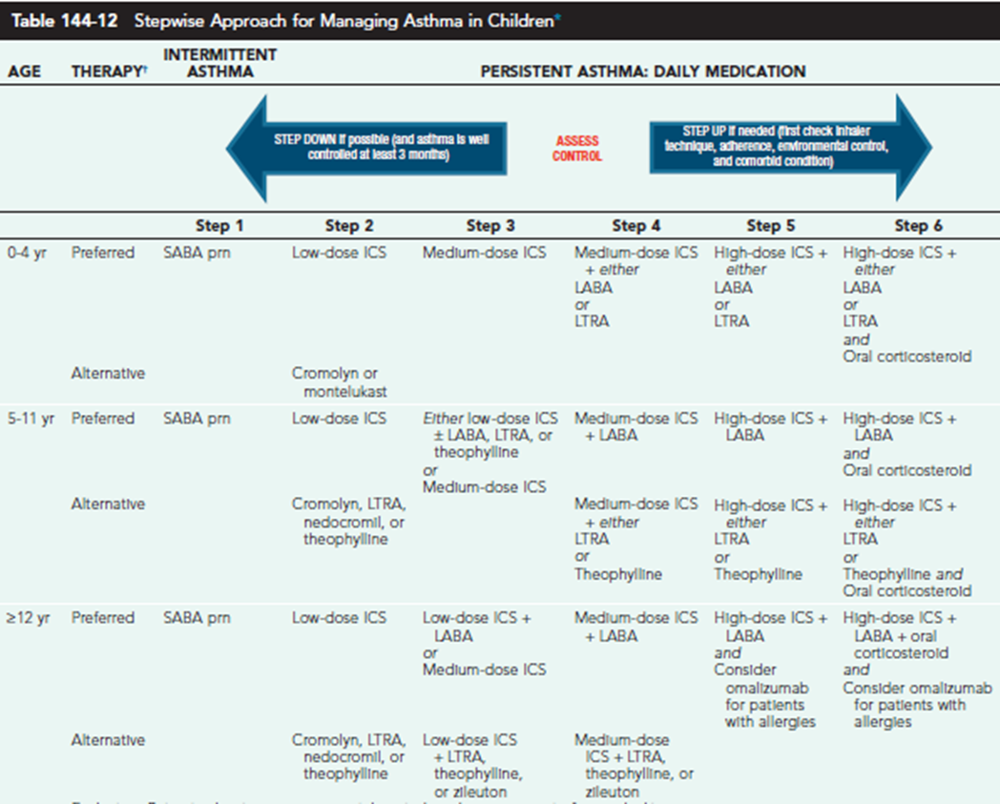 Table 144-12 Stepwise Approach for Managing Asthma in Children*
AGE THERAPY† INTERMITTENT ASTHMA PERSISTENT ASTHMA: DAILY MEDICATION
STEP DOWN if possible (and asthma is well
controlled at least 3 months)
ASSESS
CONTROL
STEP UP if needed (first check inhaler
technique, adherence, environmental control,
and comorbid condition)
Step 1 Step 2 Step 3 Step 4 Step 5 Step 6
0-4 yr Preferred SABA prn Low-dose ICS Medium-dose ICS Medium-dose ICS High-dose ICS + High-dose ICS +
+ either either either
LABA LABA LABA
or or or
LTRA LTRA LTRA
and
Oral corticosteroid
Alternative Cromolyn or
montelukast
5-11 yr Preferred SABA prn Low-dose ICS Either low-dose ICS Medium-dose ICS High-dose ICS + High-dose ICS +
± LABA, LTRA, or + LABA LABA LABA
theophylline and
or Oral corticosteroid
Medium-dose ICS
Alternative Cromolyn, LTRA, Medium-dose ICS High-dose ICS + High-dose ICS +
nedocromil, or + either either either
theophylline LTRA LTRA LTRA
or or or
Theophylline Theophylline Theophylline and
Oral corticosteroid
≥12 yr Preferred SABA prn Low-dose ICS Low-dose ICS + Medium-dose ICS High-dose ICS + High-dose ICS +
LABA + LABA LABA LABA + oral
or and corticosteroid
Medium-dose ICS Consider and
omalizumab Consider omalizumab
for patients for patients with
with allergies allergies
Alternative Cromolyn, LTRA, Low-dose ICS Medium-dose
nedocromil, or + LTRA, ICS + LTRA,
theophylline theophylline, theophylline, or
or zileuton zileuton